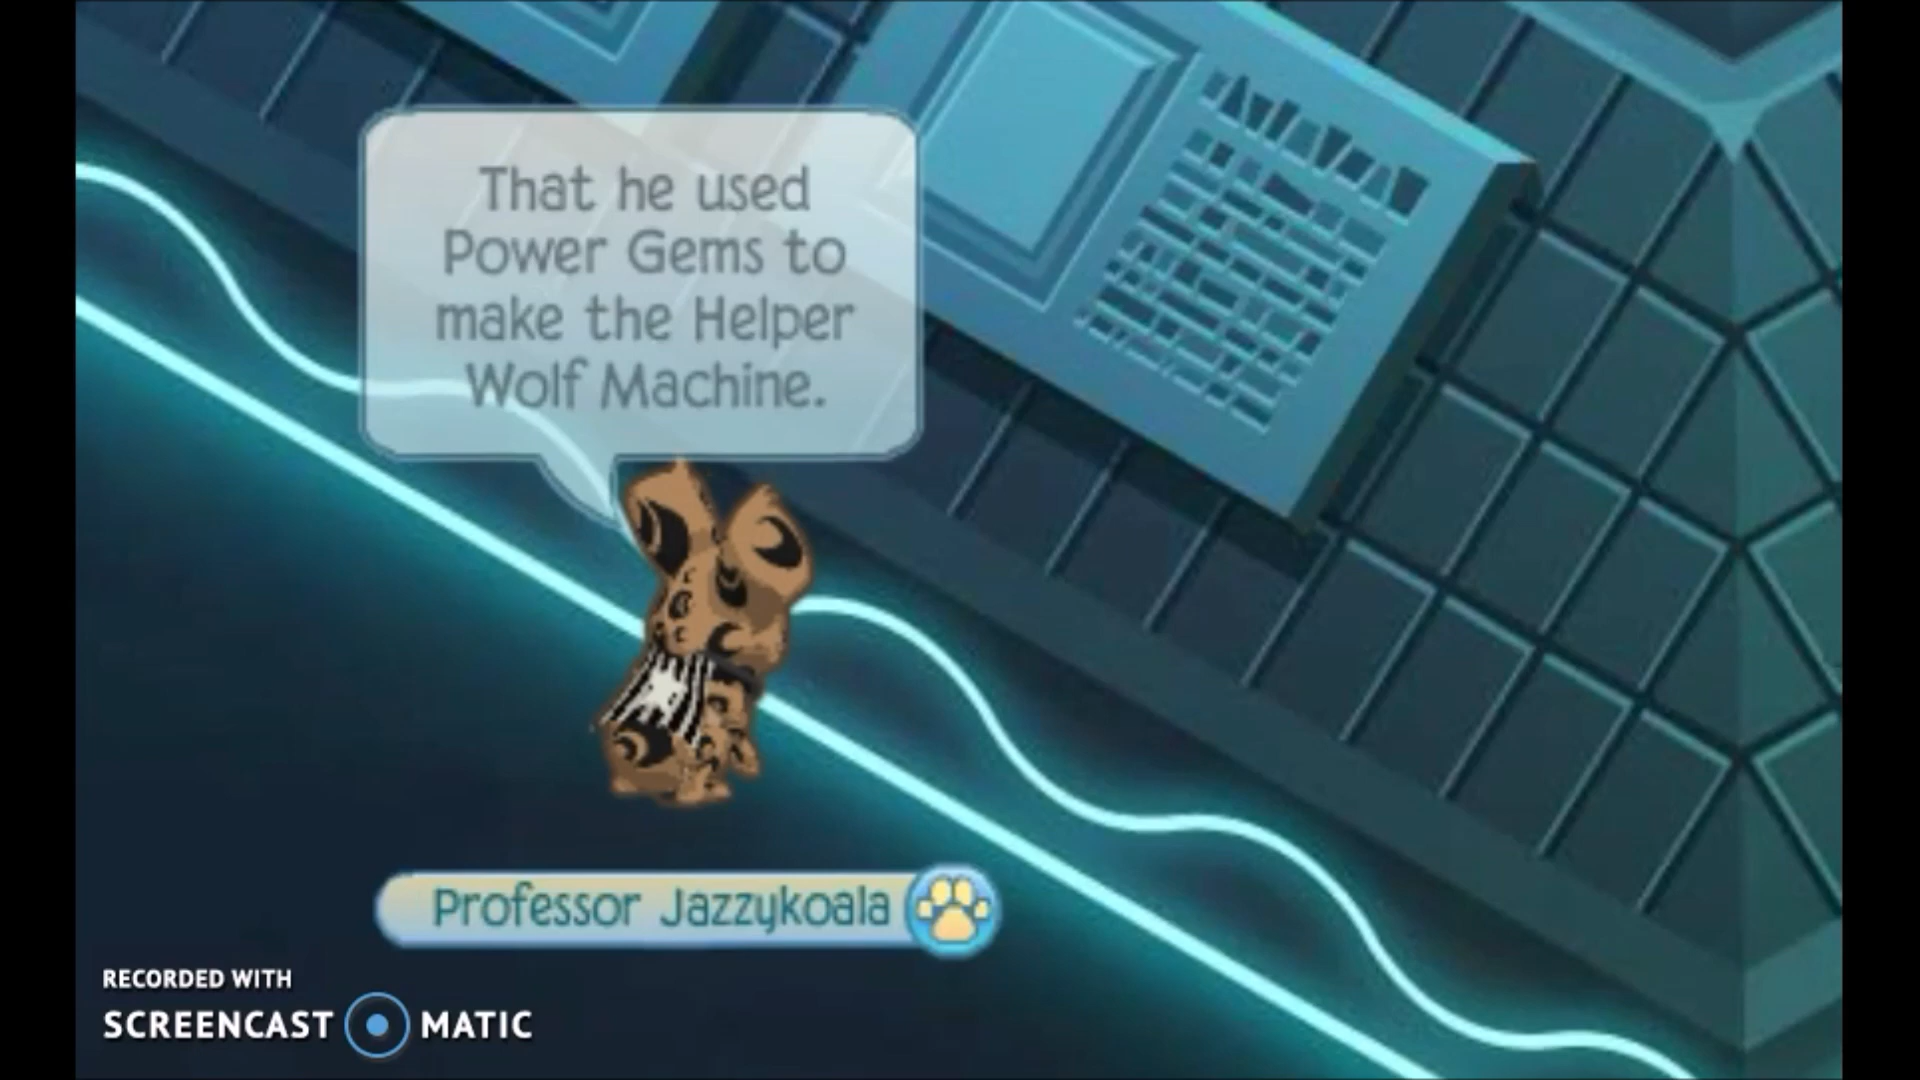 That he used
Power Gems to
make the Helper
Wolf Machine.
Professor Jazzykoala
RECORDED WITH
SCREENCAST MATIC